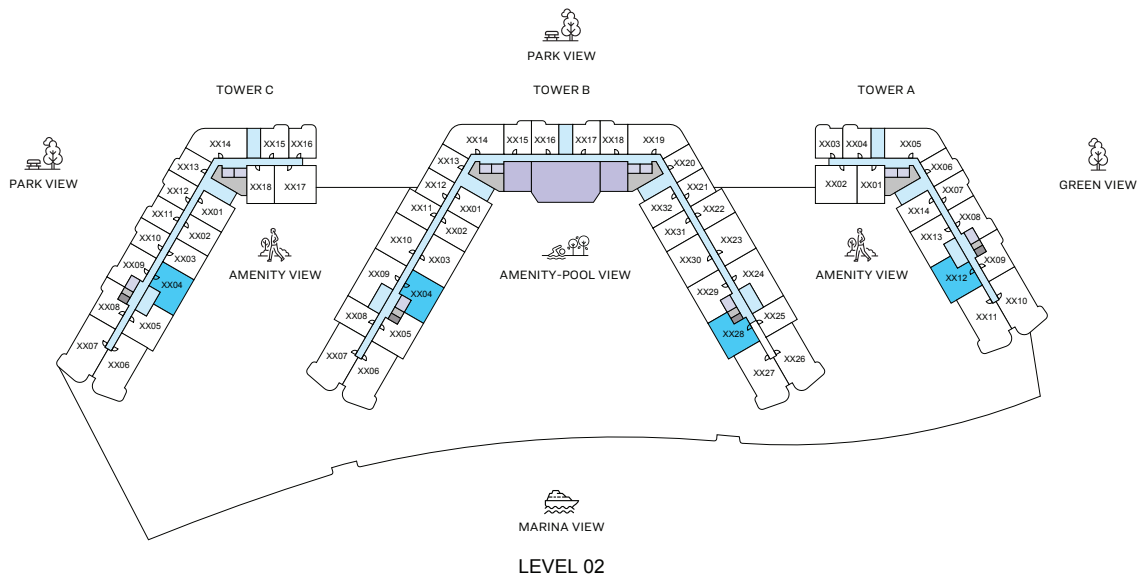 PARK VIEW
TOWER C
TOWER B
TOWER A
PARK VIEW
GREEN VIEW
XX14
XX15
XX16
XX13
XX18
XX17
XX12
XX01
XX11
XX02
XX10
XX03
XX09
XX04
XX08
XX05
XX07
XX06
AMENITY VIEW
XX14
XX15
XX16
XX17
XX18
XX19
XX13
XX20
XX12
XX21
XX11
XX01
XX32
XX22
XX02
XX31
XX10
XX23
XX03
XX30
XX09
XX24
XX04
XX29
XX08
XX25
XX05
XX28
XX07
XX26
XX06
XX27
AMENITY-POOL VIEW
XX03
XX04
XX05
XX02
XX01
XX06
XX07
XX14
XX08
XX13
XX09
XX12
XX10
XX11
AMENITY VIEW
MARINA VIEW
LEVEL 02